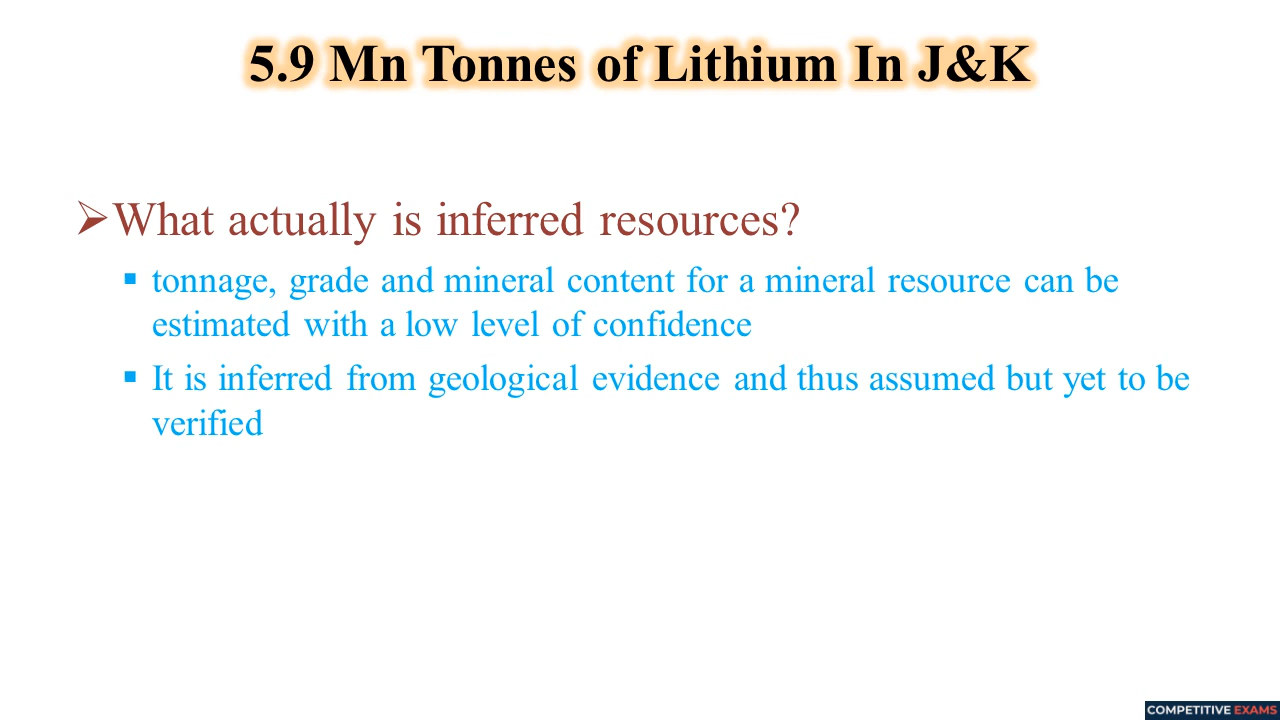 5.9 Mn Tonnes of Lithium In J&K
What actually is inferred resources?
tonnage, grade and mineral content for a mineral resource can be
estimated with a low level of confidence
It is inferred from geological evidence and thus assumed but yet to be
verified
COMPETITIVE EXAMS